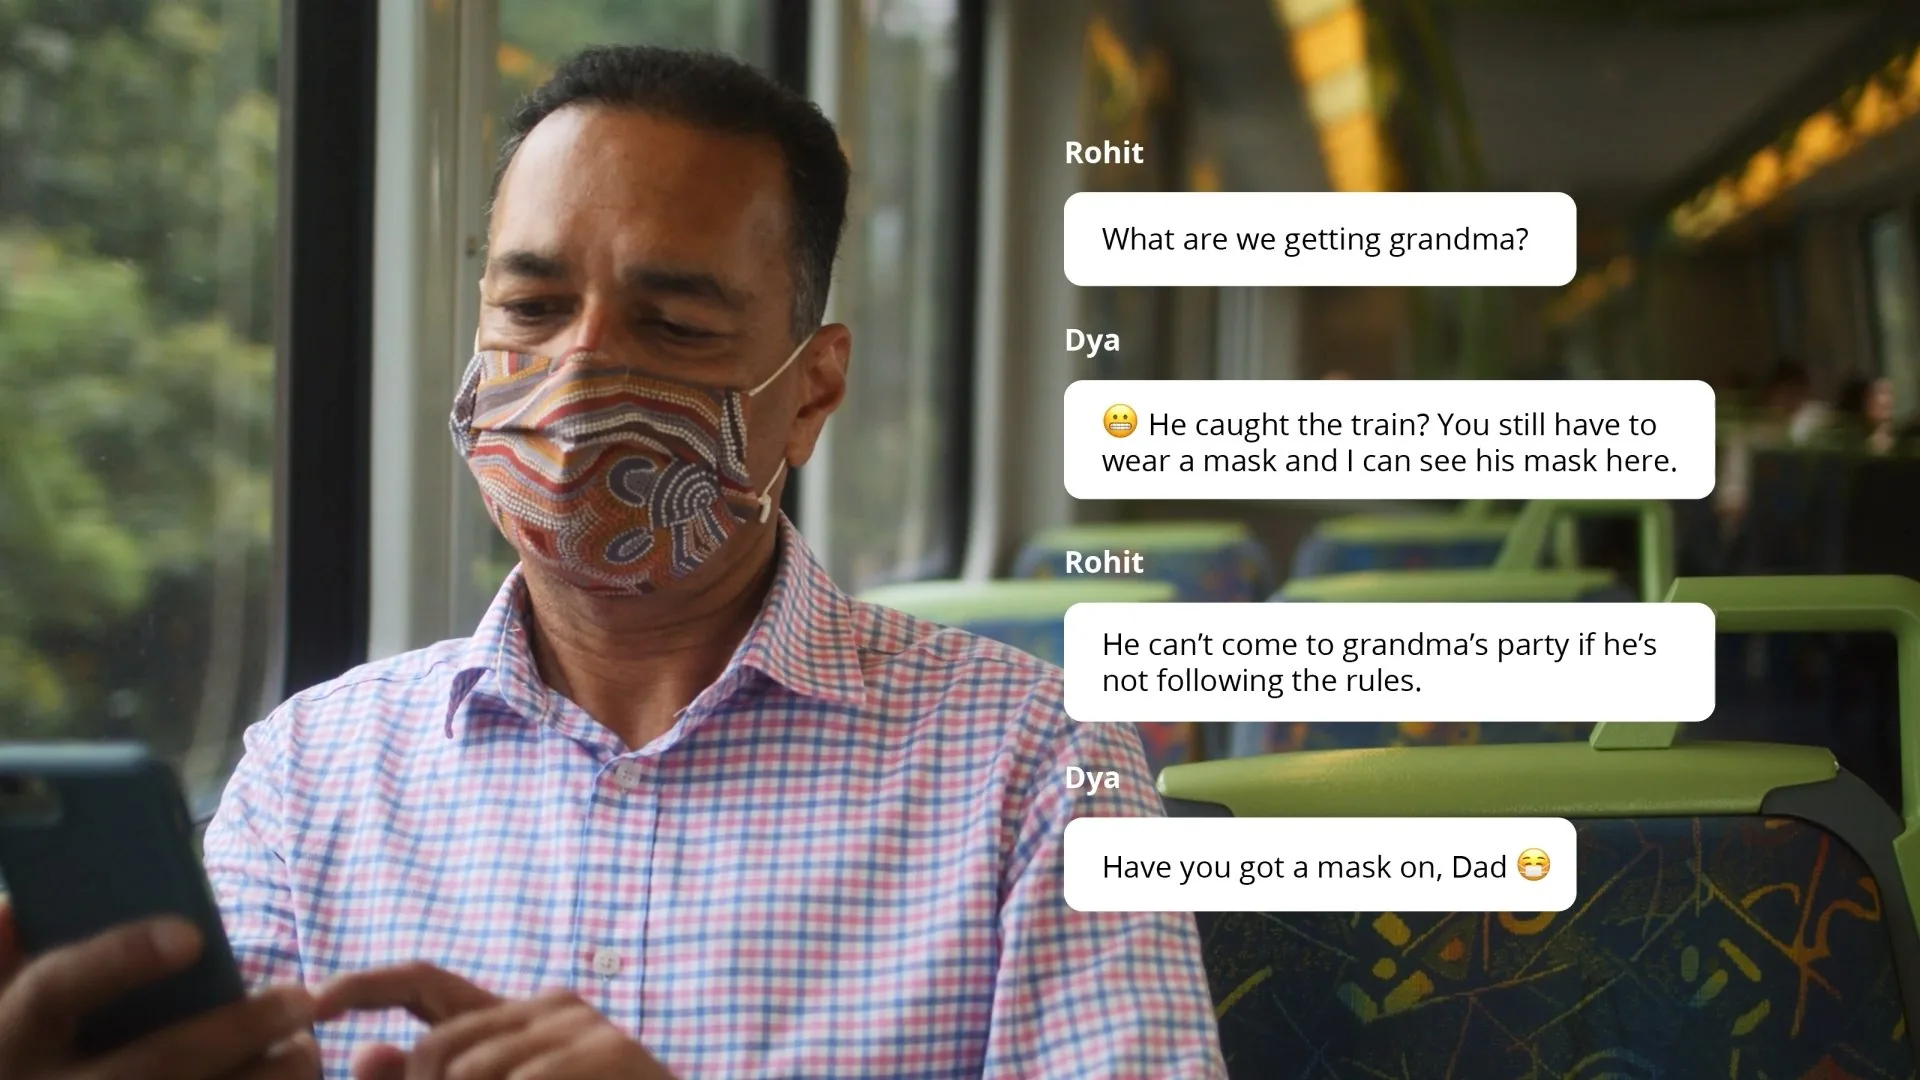 Rohit
What are we getting grandma?
Dya
😬 He caught the train? You still have to
wear a mask and I can see his mask here.
Rohit
He can’t come to grandma’s party if he’s
not following the rules.
Dya
Have you got a mask on, Dad 😷